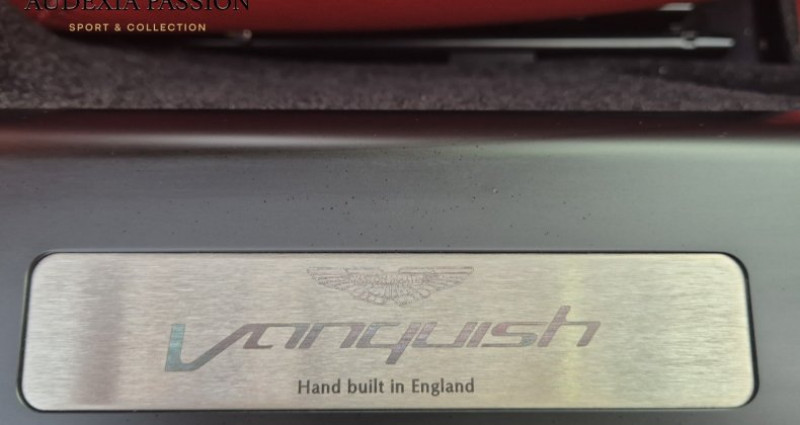 AUDEXIA PASSION
SPORT & COLLECTION
Vanquish
Hand built in England